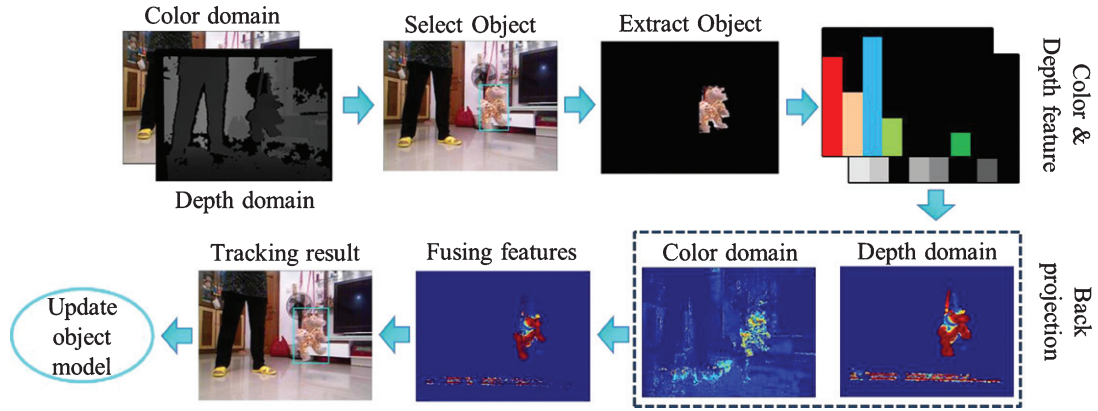 Color domain
Select Object
Extract Object
Color &
Depth feature
Depth domain
Tracking result
Fusing features
Color domain
Depth domain
Back
projection
Update
object
model